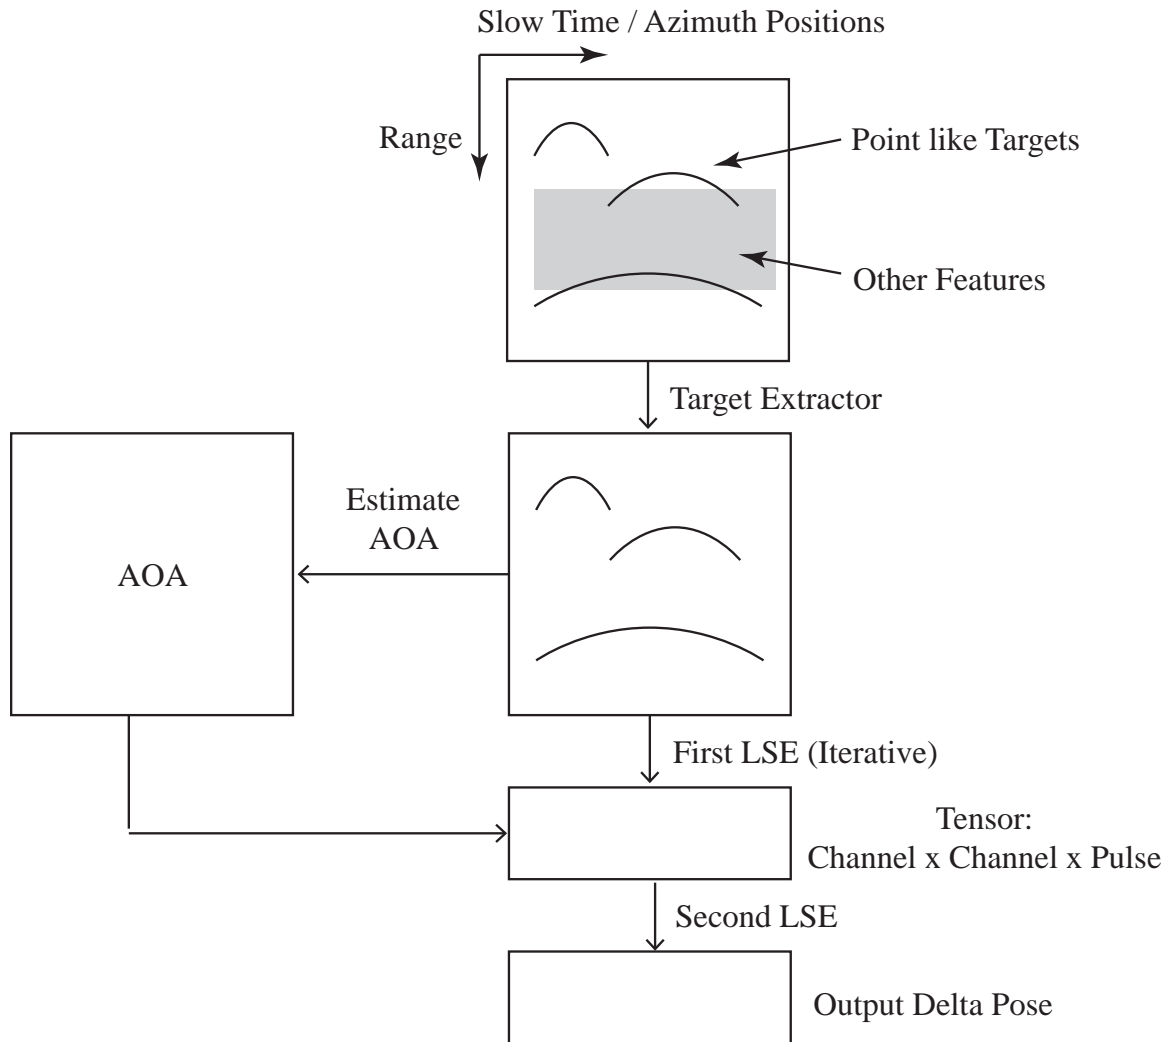 Slow Time / Azimuth Positions
Range
Point like Targets
Other Features
Target Extractor
Estimate
AOA
AOA
First LSE (Iterative)
Tensor:
Channel x Channel x Pulse
Second LSE
Output Delta Pose